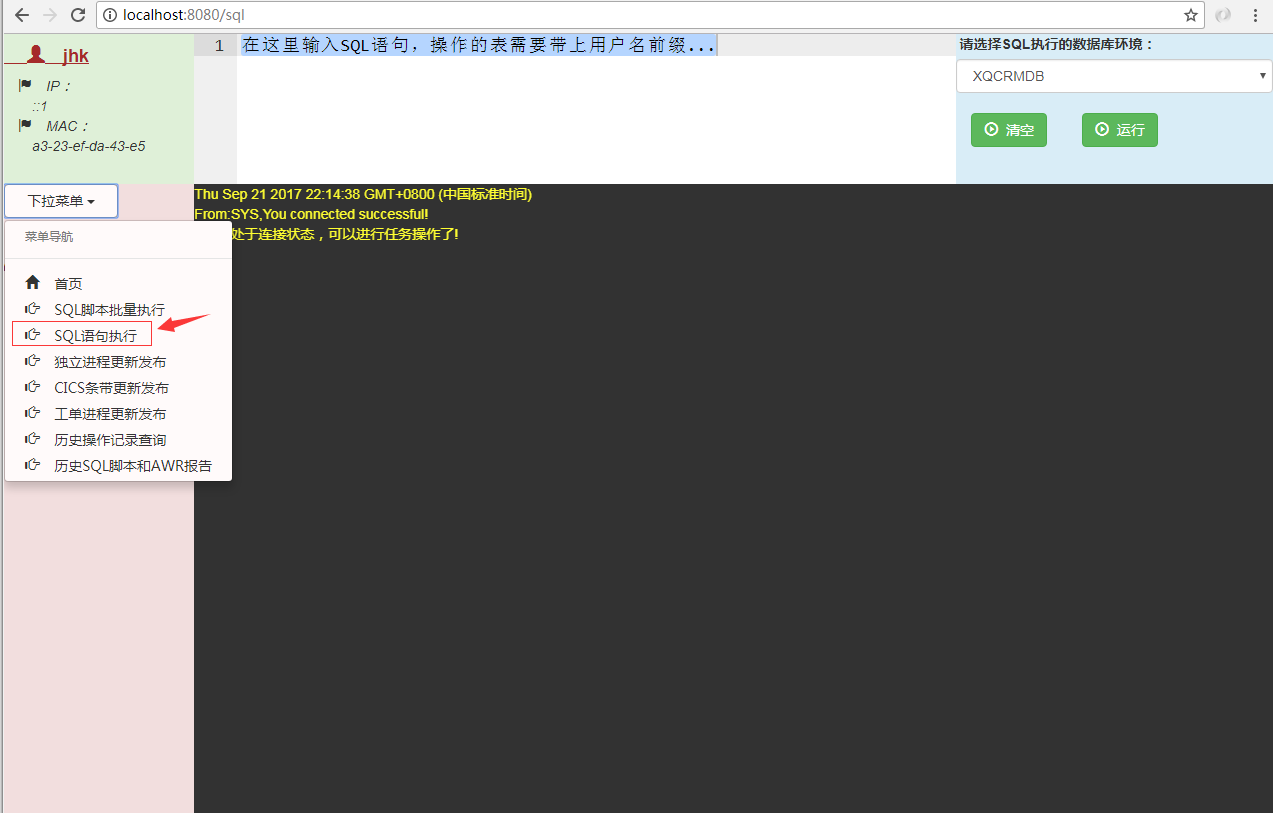 localhost:8080/sql
jhk
IP：
::1
MAC：
a3-23-ef-da-43-e5
1
在这里输入SQL语句，操作的表需要带上用户名前缀...
请选择SQL执行的数据库环境：
XQCRMDB
清空 运行
下拉菜单
Thu Sep 21 2017 22:14:38 GMT+0800 (中国标准时间)
From:SYS,You connected successful!
处于连接状态，可以进行任务操作了!
菜单导航
首页
SQL脚本批量执行
SQL语句执行
独立进程更新发布
CICS条带更新发布
工单进程更新发布
历史操作记录查询
历史SQL脚本和AWR报告